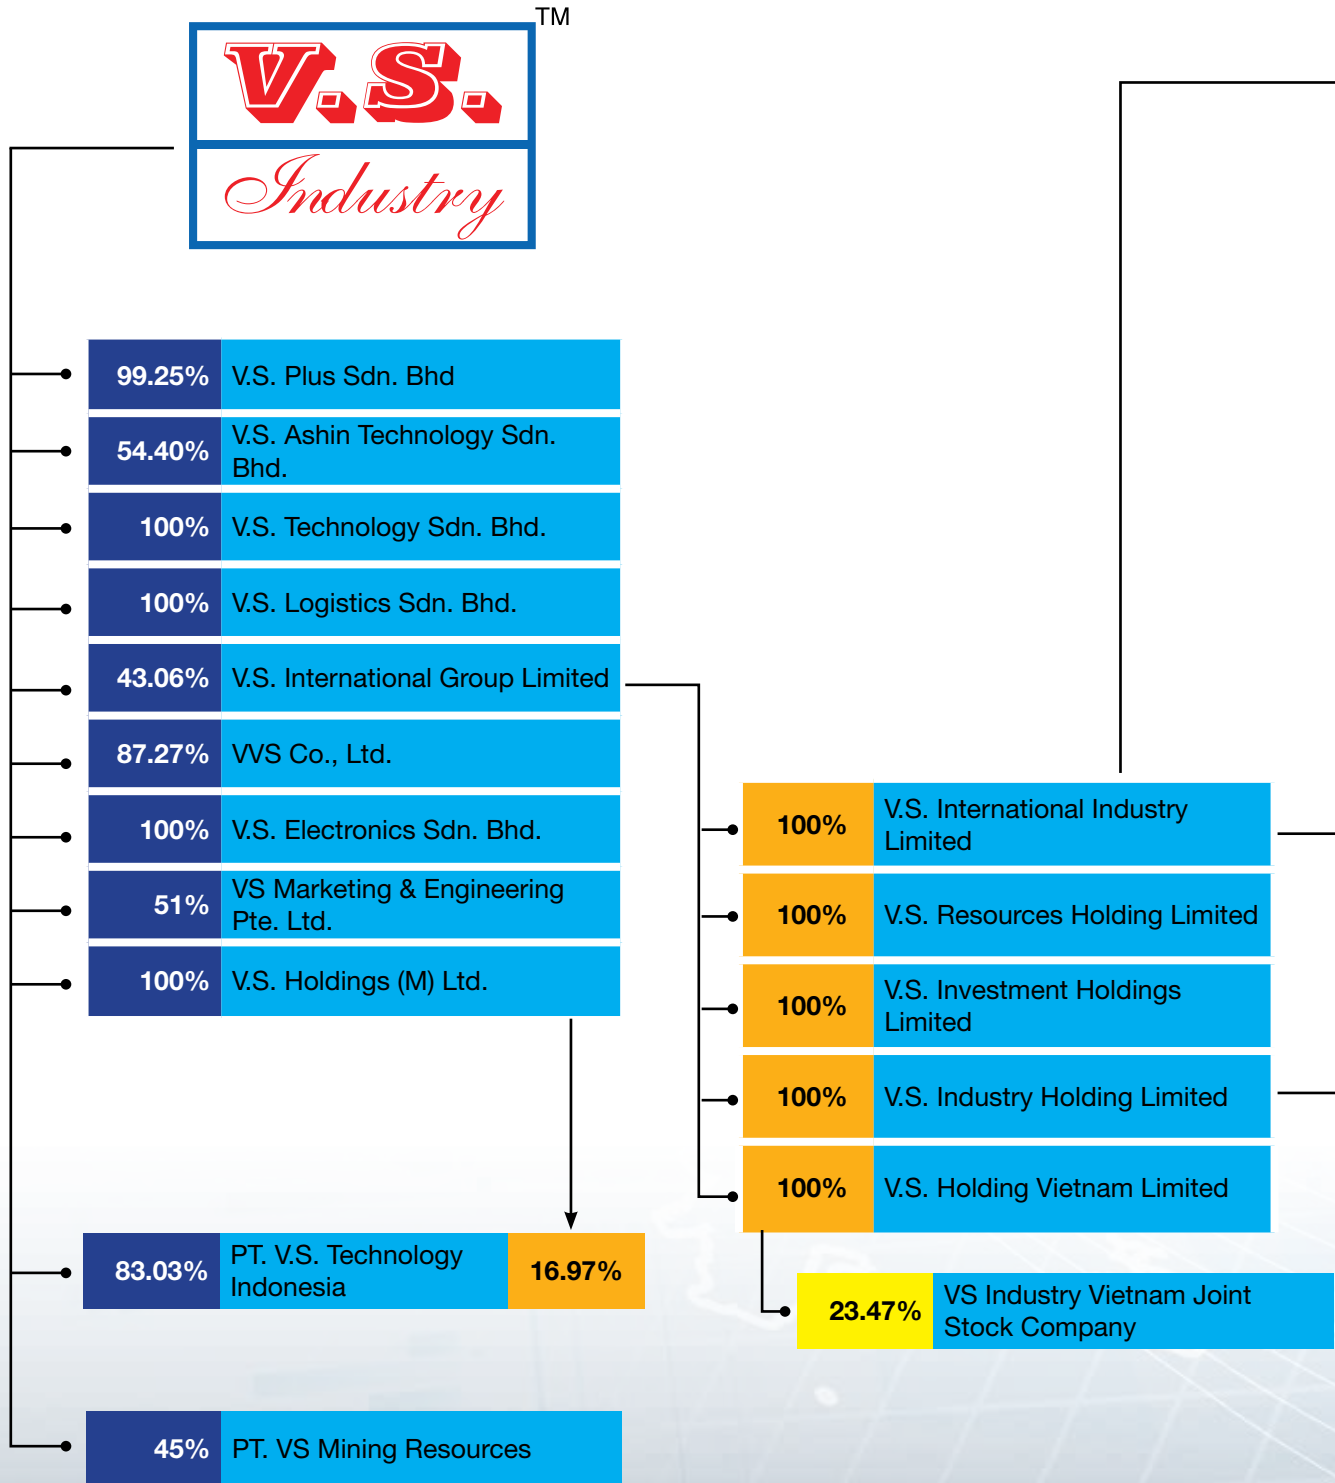 TM
V.S.
Industry
99.25% V.S. Plus Sdn. Bhd
54.40% V.S. Ashin Technology Sdn.
Bhd.
100% V.S. Technology Sdn. Bhd.
100% V.S. Logistics Sdn. Bhd.
43.06% V.S. International Group Limited
87.27% VVS Co., Ltd.
100% V.S. Electronics Sdn. Bhd.
51% VS Marketing & Engineering
Pte. Ltd.
100% V.S. Holdings (M) Ltd.
100% V.S. International Industry
Limited
100% V.S. Resources Holding Limited
100% V.S. Investment Holdings
Limited
100% V.S. Industry Holding Limited
100% V.S. Holding Vietnam Limited
83.03% PT. V.S. Technology
Indonesia
16.97%
23.47% VS Industry Vietnam Joint
Stock Company
45% PT. VS Mining Resources